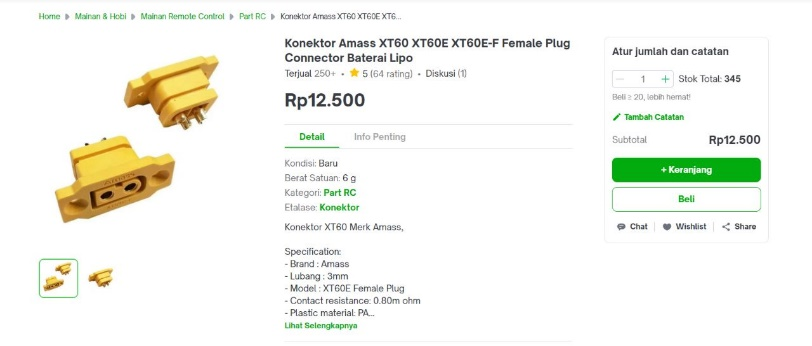 Home Mainan & Hobi Mainan Remote Control Part RC Konektor Amass XT60 XT60E XT6...
Konektor Amass XT60 XT60E XT60E-F Female Plug
Connector Baterai Lipo
Terjual 250+ • 5 (64 rating) • Diskusi (1)
Rp12.500
Detail Info Penting
Kondisi: Baru
Berat Satuan: 6 g
Kategori: Part RC
Etalase: Konektor
Konektor XT60 Merk Amass,
Specification:
- Brand : Amass
- Lubang : 3mm
- Model : XT60E Female Plug
- Contact resistance: 0.80m ohm
- Plastic material: PA...
Lihat Selengkapnya
Atur jumlah dan catatan
1 Stok Total: 345
Beli ≥ 20, lebih hemat!
Tambah Catatan
Subtotal Rp12.500
+ Keranjang
Beli
Chat Wishlist Share